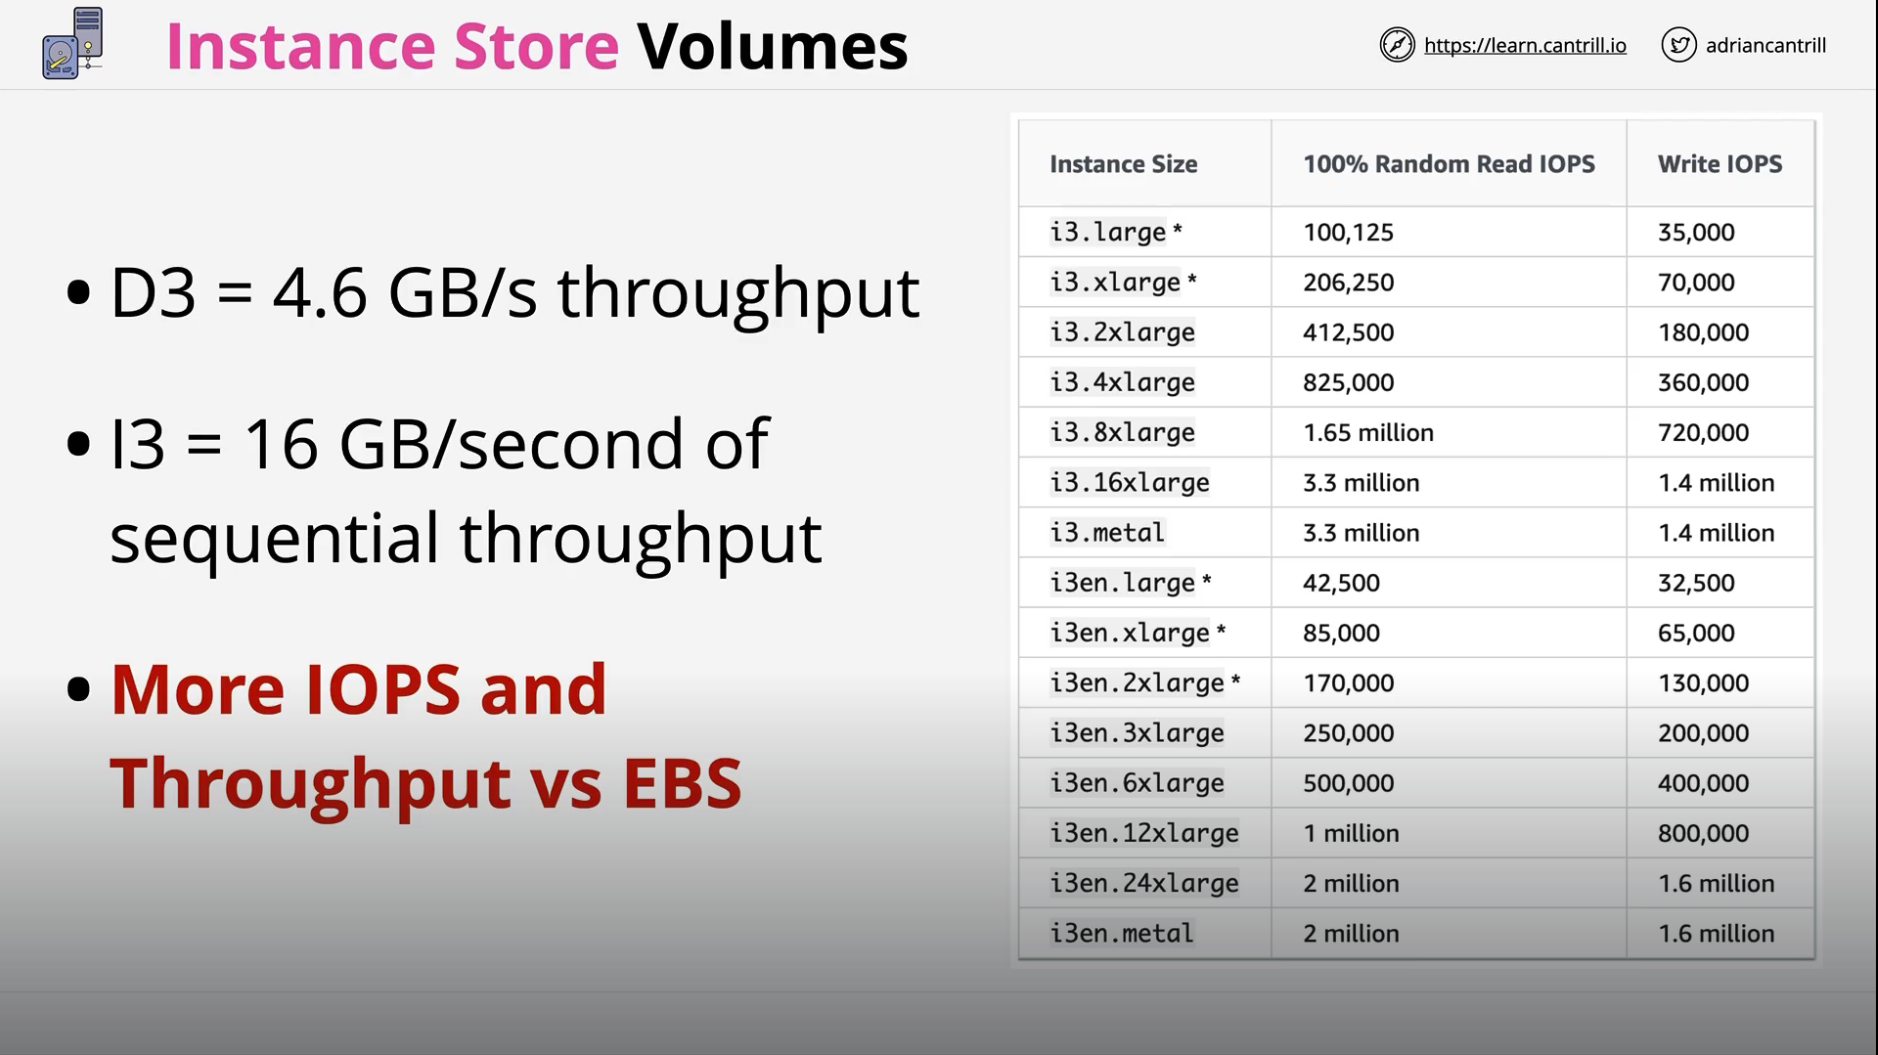 Instance Store Volumes
https://learn.cantrill.io
adriancantrill
• D3 = 4.6 GB/s throughput
• I3 = 16 GB/second of
sequential throughput
• More IOPS and
Throughput vs EBS
Instance Size 100% Random Read IOPS Write IOPS
i3.large * 100,125 35,000
i3.xlarge * 206,250 70,000
i3.2xlarge 412,500 180,000
i3.4xlarge 825,000 360,000
i3.8xlarge 1.65 million 720,000
i3.16xlarge 3.3 million 1.4 million
i3.metal 3.3 million 1.4 million
i3en.large * 42,500 32,500
i3en.xlarge * 85,000 65,000
i3en.2xlarge * 170,000 130,000
i3en.3xlarge 250,000 200,000
i3en.6xlarge 500,000 400,000
i3en.12xlarge 1 million 800,000
i3en.24xlarge 2 million 1.6 million
i3en.metal 2 million 1.6 million